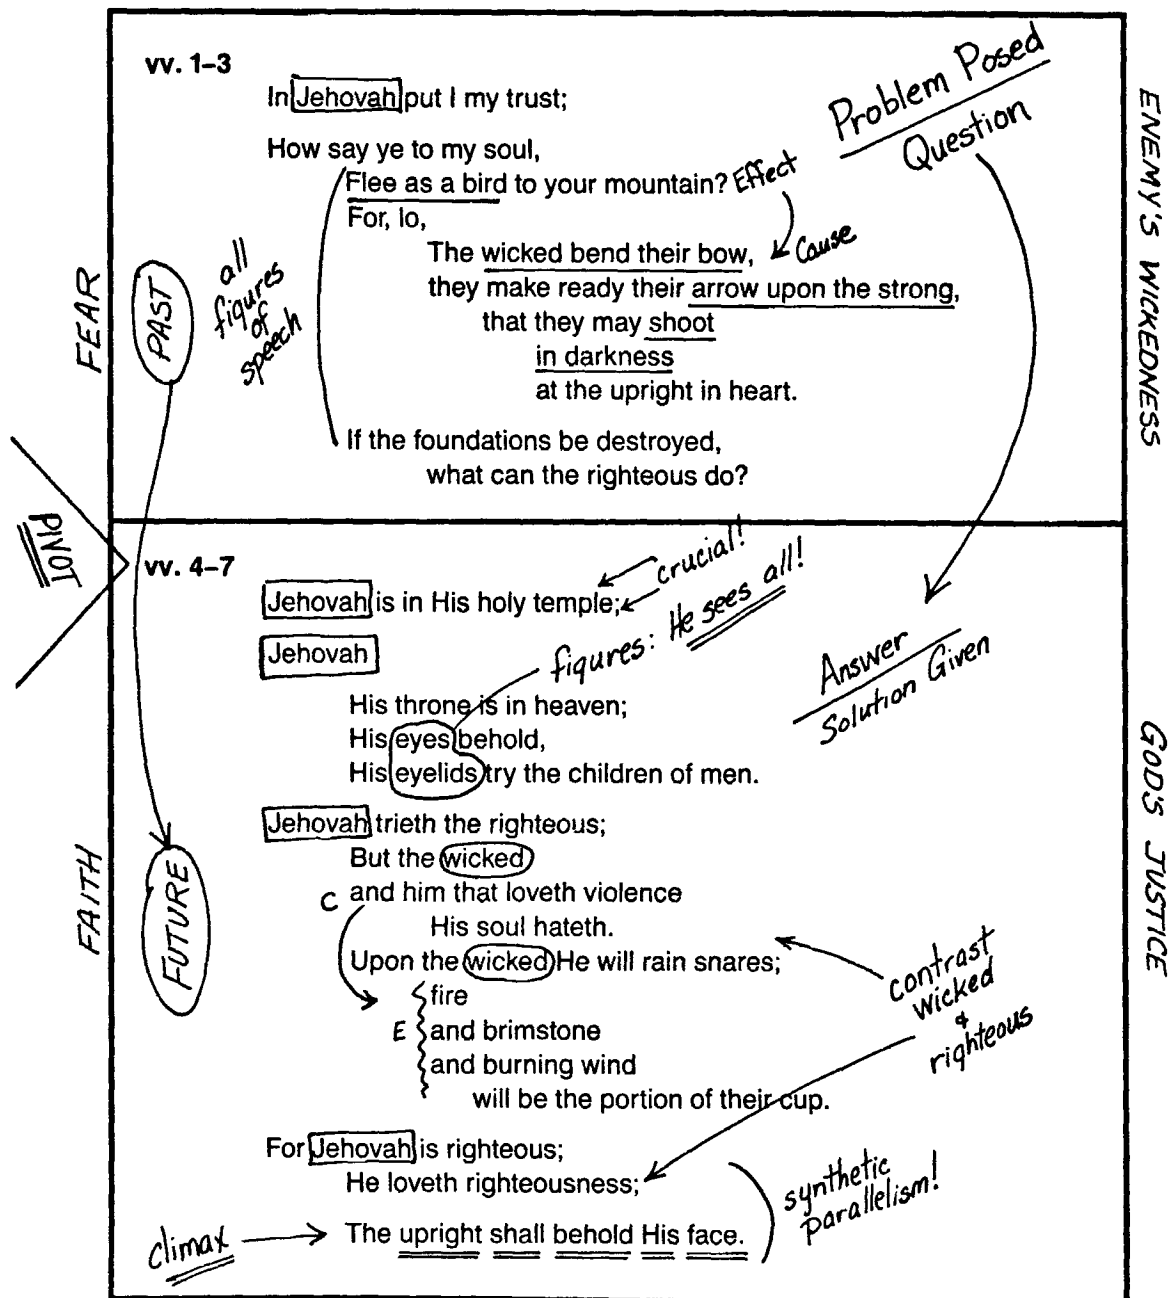 vv. 1–3
In Jehovah put I my trust;
How say ye to my soul,
Flee as a bird to your mountain? Effect
For, lo,
The wicked bend their bow, Cause
they make ready their arrow upon the strong,
that they may shoot
in darkness
at the upright in heart.
If the foundations be destroyed,
what can the righteous do?
Problem Posed
Question
all
figures
of
speech
PAST
FEAR
ENEMY'S WICKEDNESS
PIVOT
vv. 4–7
Jehovah is in His holy temple; crucial!
Jehovah
figures: He sees all!
His throne is in heaven;
His eyes behold,
His eyelids try the children of men.
Answer
Solution Given
Jehovah trieth the righteous;
But the wicked
C and him that loveth violence
His soul hateth.
Upon the wicked He will rain snares;
fire
E and brimstone
and burning wind
will be the portion of their cup.
contrast
wicked
&
righteous
For Jehovah is righteous;
He loveth righteousness;
synthetic
parallelism!
climax The upright shall behold His face.
FUTURE
FAITH
GOD'S JUSTICE